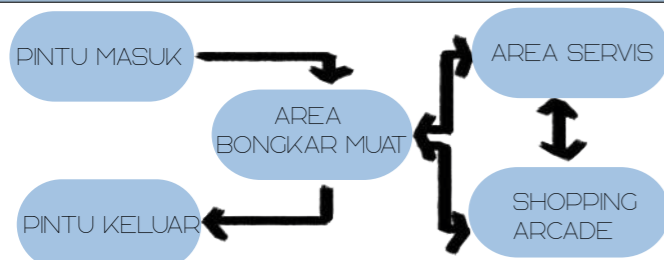 PINTU MASUK
AREA
BONGKAR MUAT
PINTU KELUAR
AREA SERVIS
SHOPPING
ARCADE